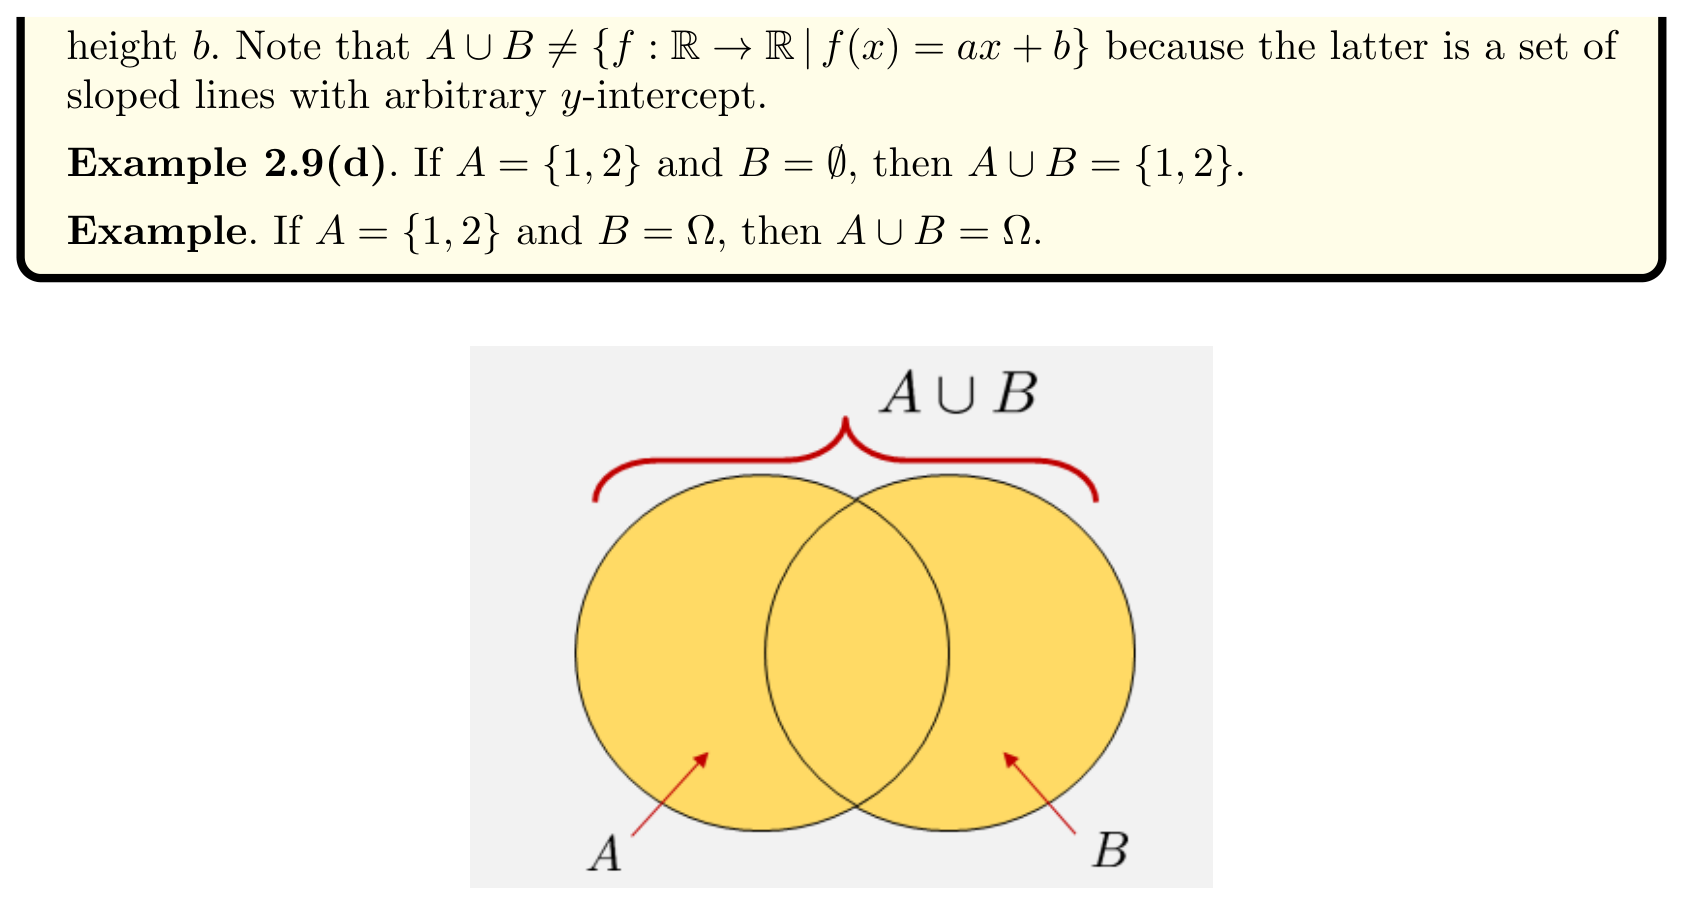 height b. Note that A ∪ B ≠ {f : ℝ → ℝ | f(x) = ax + b} because the latter is a set of
sloped lines with arbitrary y-intercept.
Example 2.9(d). If A = {1, 2} and B = ∅, then A ∪ B = {1, 2}.
Example. If A = {1, 2} and B = Ω, then A ∪ B = Ω.
A ∪ B
A
B